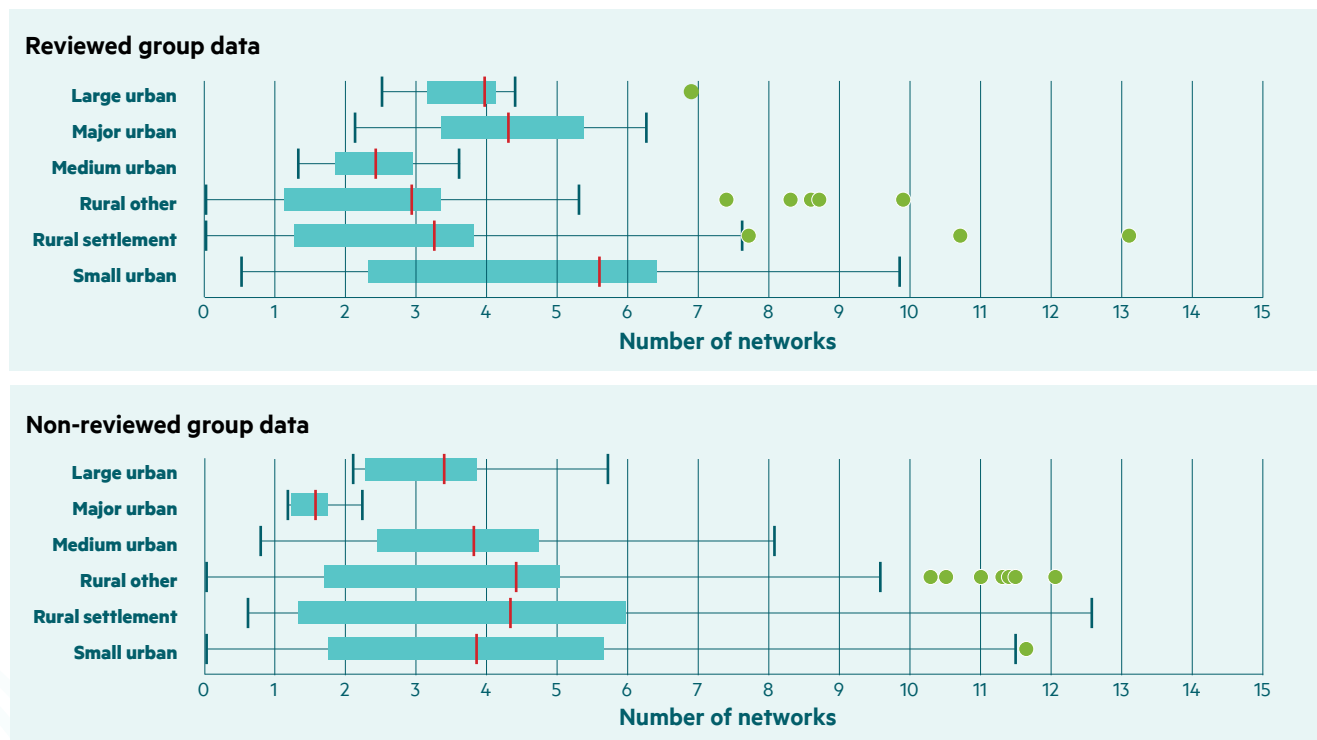 Reviewed group data
Large urban
Major urban
Medium urban
Rural other
Rural settlement
Small urban
0 1 2 3 4 5 6 7 8 9 10 11 12 13 14 15
Number of networks
Non-reviewed group data
Large urban
Major urban
Medium urban
Rural other
Rural settlement
Small urban
0 1 2 3 4 5 6 7 8 9 10 11 12 13 14 15
Number of networks